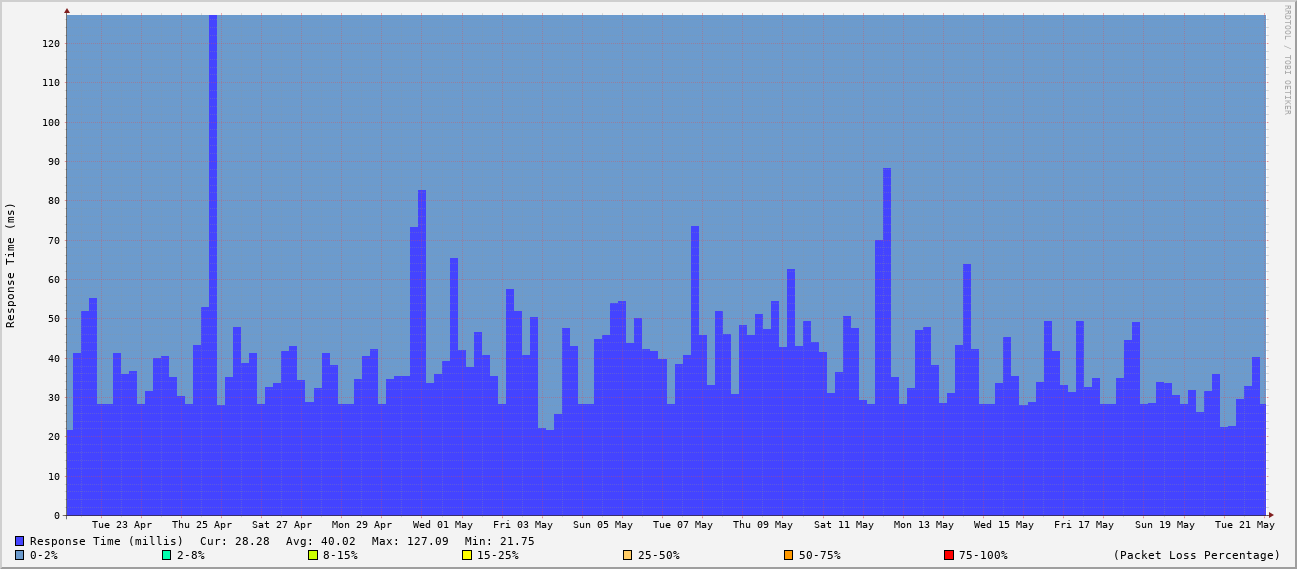 RRDTOOL / TOBI OETIKER
Response Time (ms)
120
110
100
90
80
70
60
50
40
30
20
10
0
Tue 23 Apr Thu 25 Apr Sat 27 Apr Mon 29 Apr Wed 01 May Fri 03 May Sun 05 May Tue 07 May Thu 09 May Sat 11 May Mon 13 May Wed 15 May Fri 17 May Sun 19 May Tue 21 May
Response Time (millis) Cur: 28.28 Avg: 40.02 Max: 127.09 Min: 21.75
0-2% 2-8% 8-15% 15-25% 25-50% 50-75% 75-100% (Packet Loss Percentage)